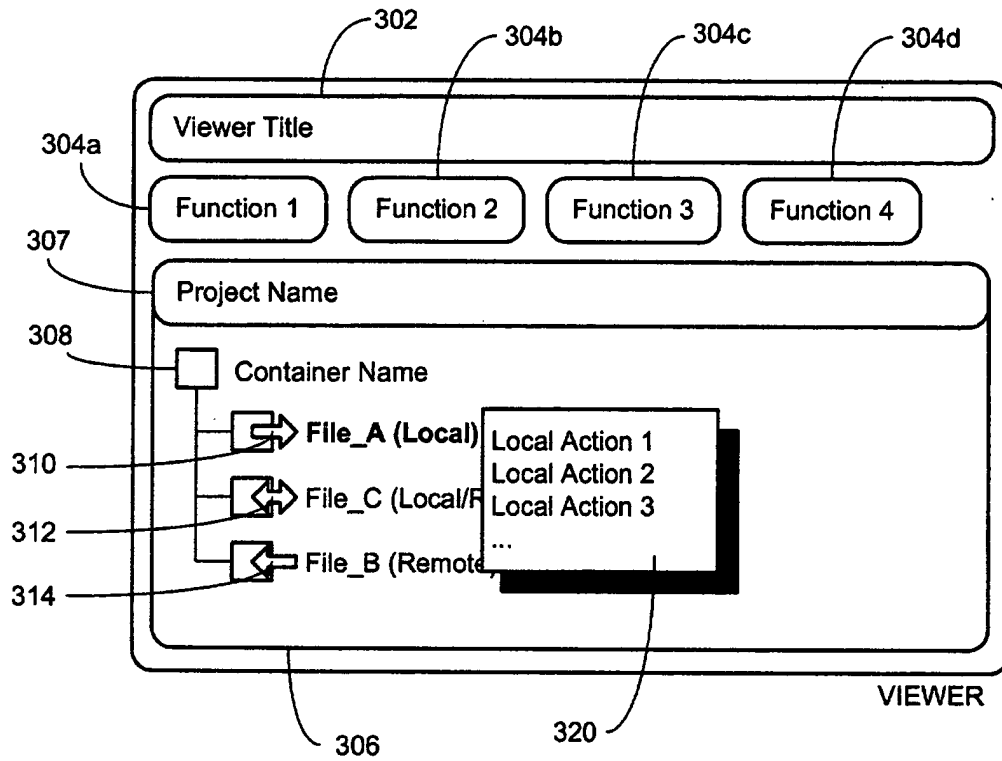 302
304b
304c
304d
Viewer Title
304a
Function 1
Function 2
Function 3
Function 4
307
Project Name
308
Container Name
File_A (Local)
Local Action 1
Local Action 2
310
File_C (Local/R
Local Action 3
312
...
File_B (Remote)
314
VIEWER
306
320